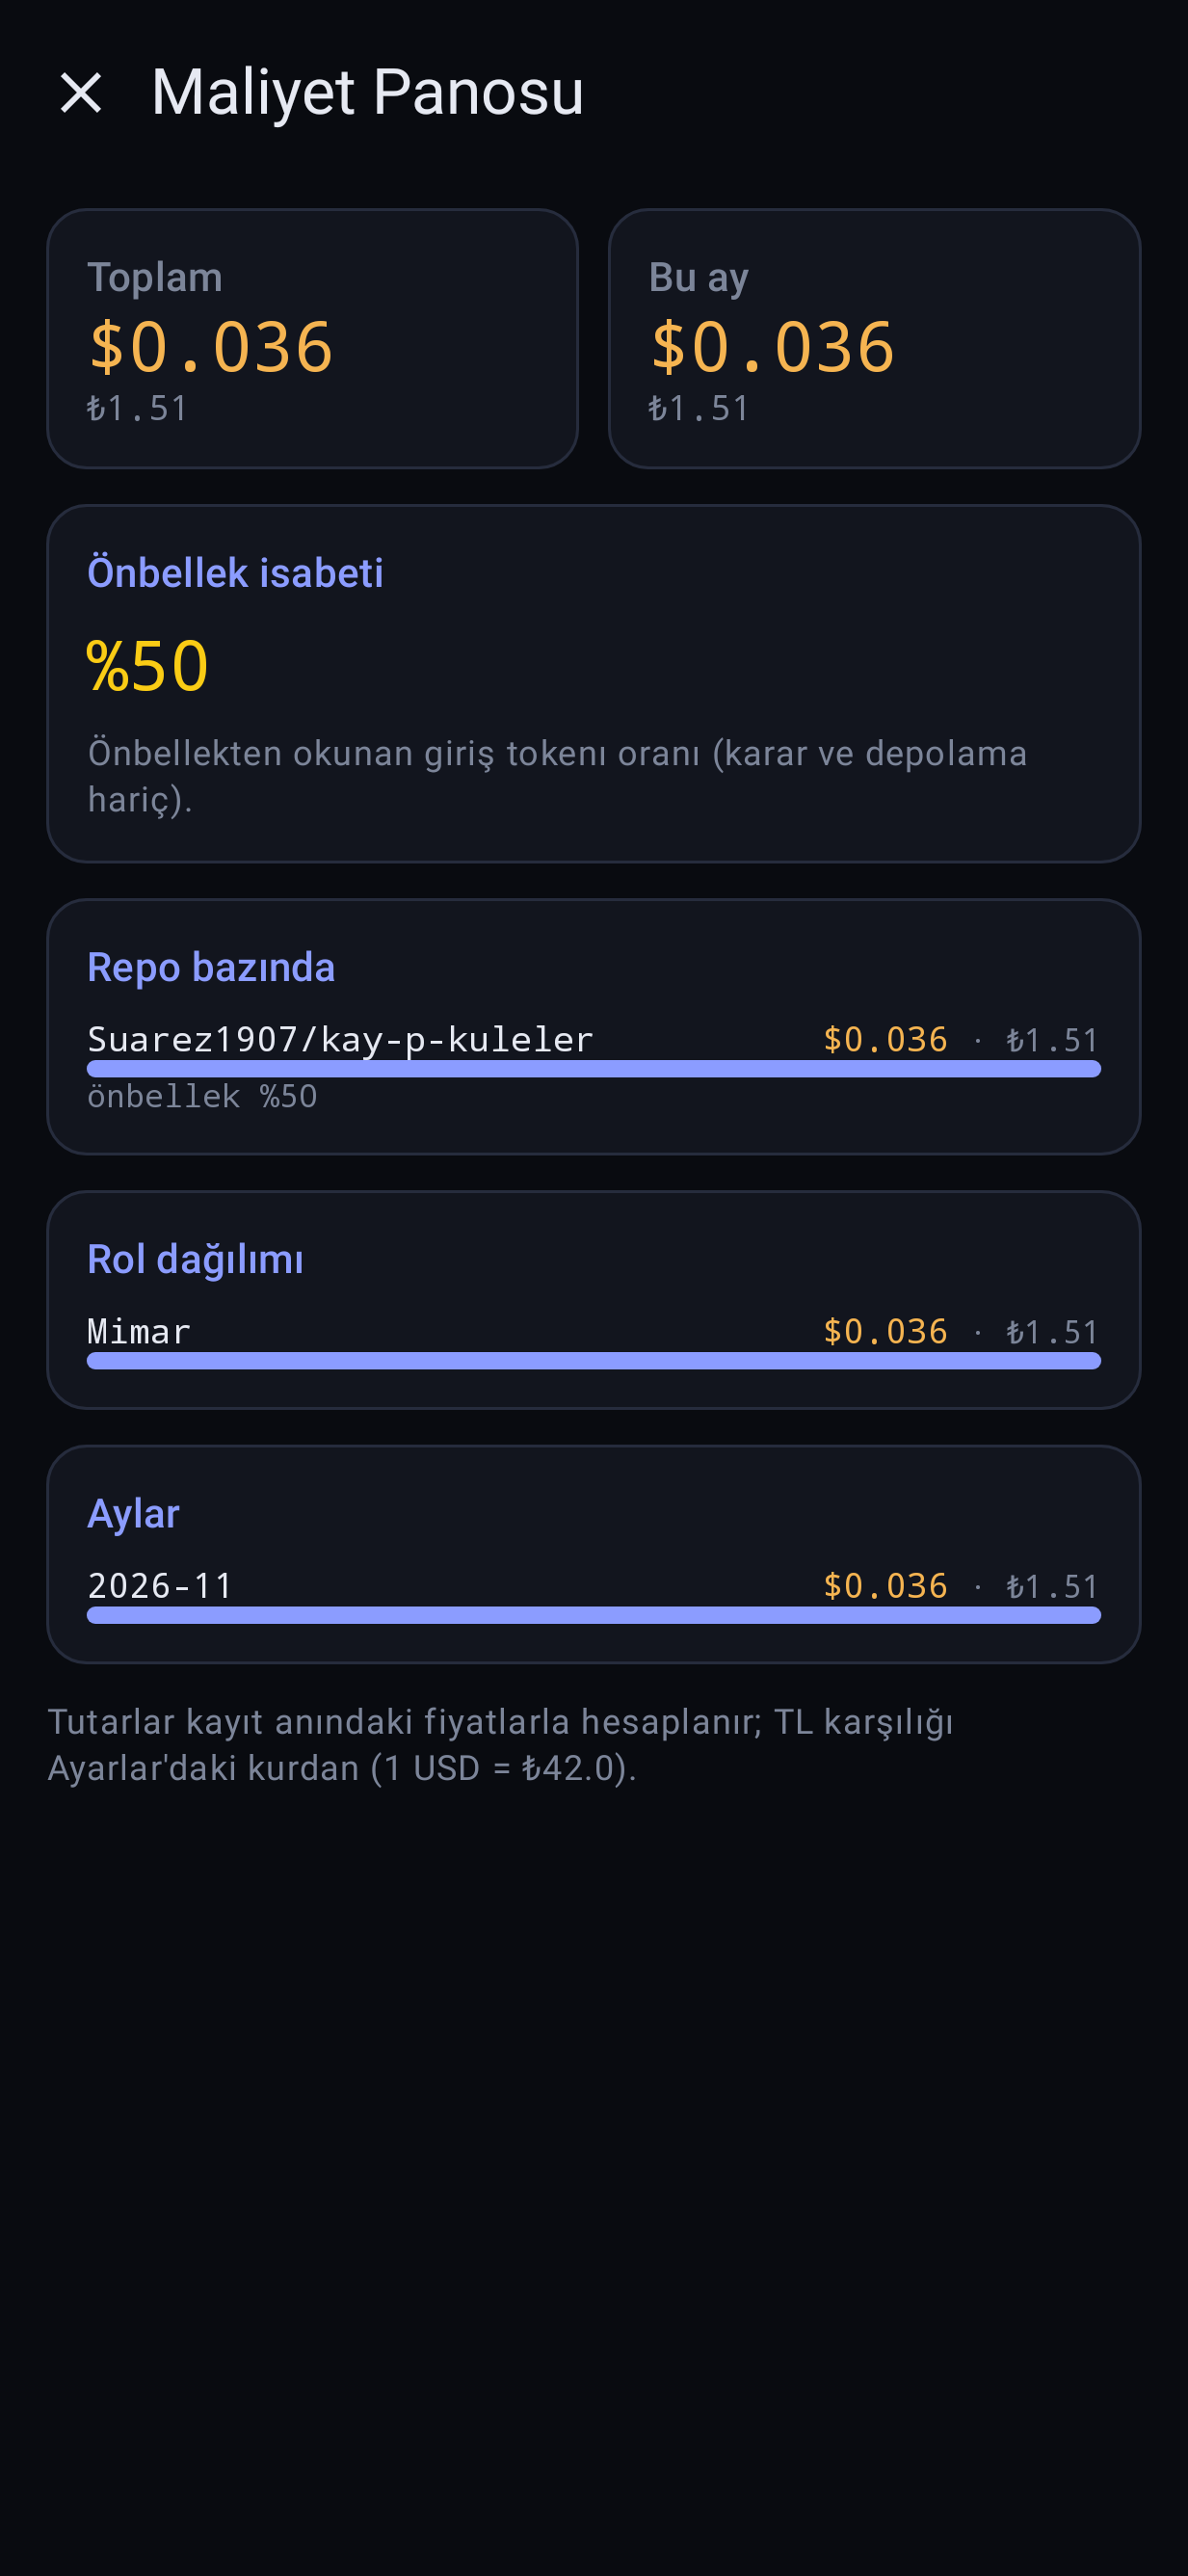 Maliyet Panosu
Toplam
$0.036
₺1.51
Bu ay
$0.036
₺1.51
Önbellek isabeti
%50
Önbellekten okunan giriş tokenı oranı (karar ve depolama
hariç).
Repo bazında
Suarez1907/kay-p-kuleler $0.036 · ₺1.51
önbellek %50
Rol dağılımı
Mimar $0.036 · ₺1.51
Aylar
2026-11 $0.036 · ₺1.51
Tutarlar kayıt anındaki fiyatlarla hesaplanır; TL karşılığı
Ayarlar'daki kurdan (1 USD = ₺42.0).